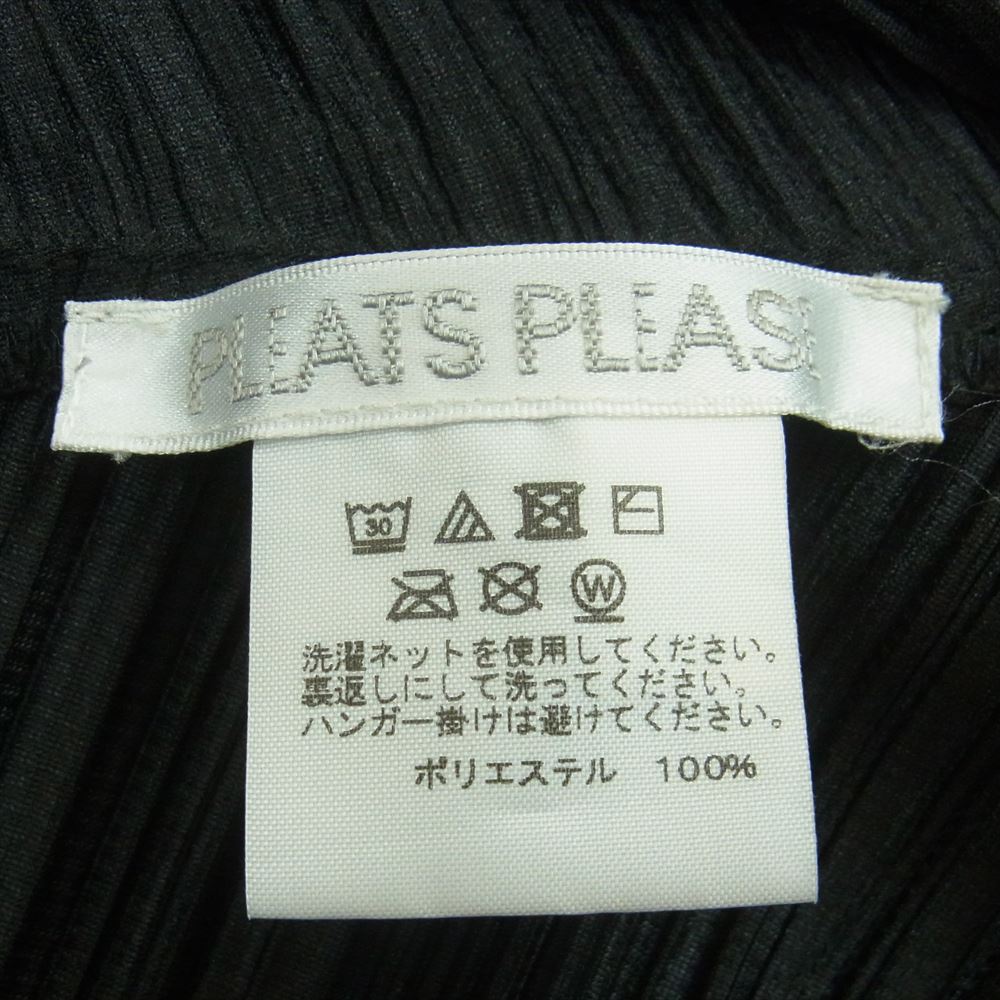 PLEATS PLEASE
30
W
洗濯ネットを使用してください。
裏返しにして洗ってください。
ハンガー掛けは避けてください。
ポリエステル 100%